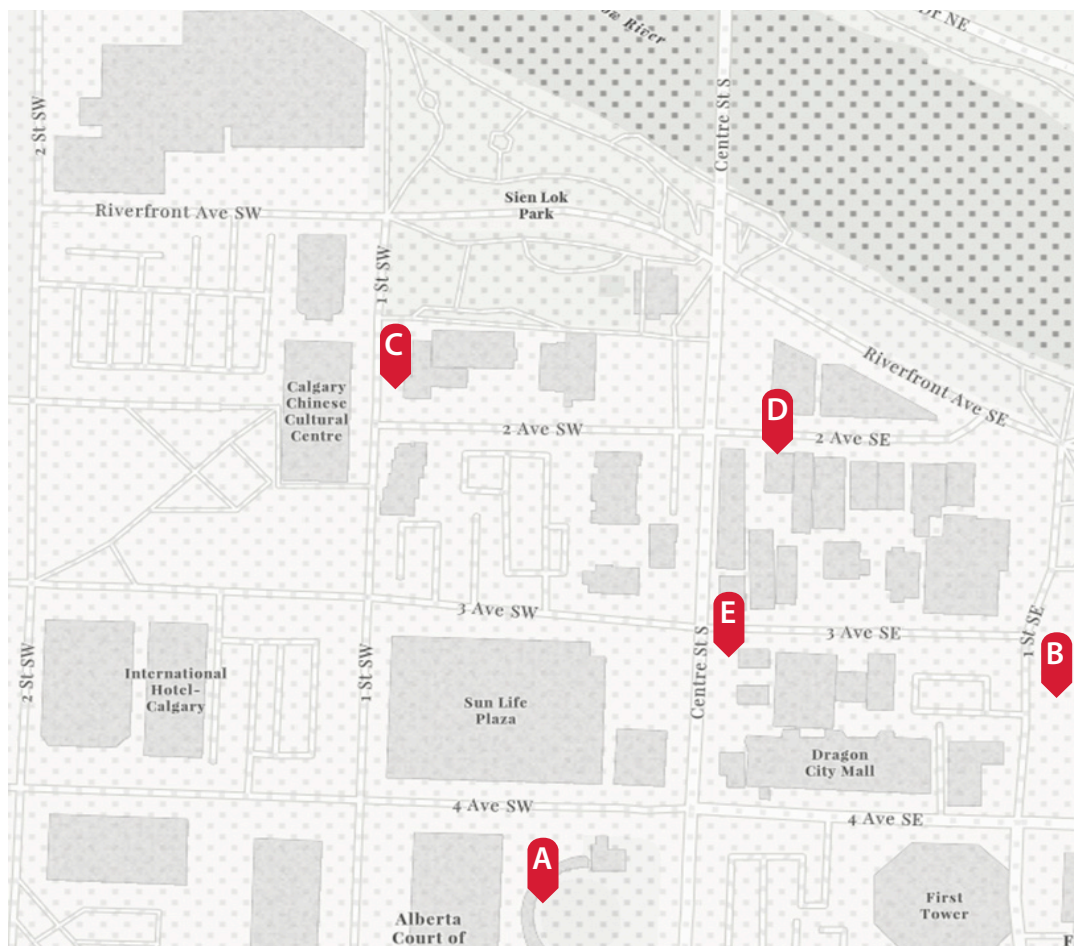 River
Dr NE
2 St SW
Centre St S
Sien Lok
Park
Riverfront Ave SW
1 St SW
C
Riverfront Ave SE
Calgary
Chinese
Cultural
Centre
D
2 Ave SW
2 Ave SE
E
3 Ave SW
3 Ave SE
1 St SE
B
2 St SW
International
Hotel-
Calgary
1 St SW
Sun Life
Plaza
Centre St S
Dragon
City Mall
4 Ave SW
4 Ave SE
A
First
Tower
Alberta
Court of